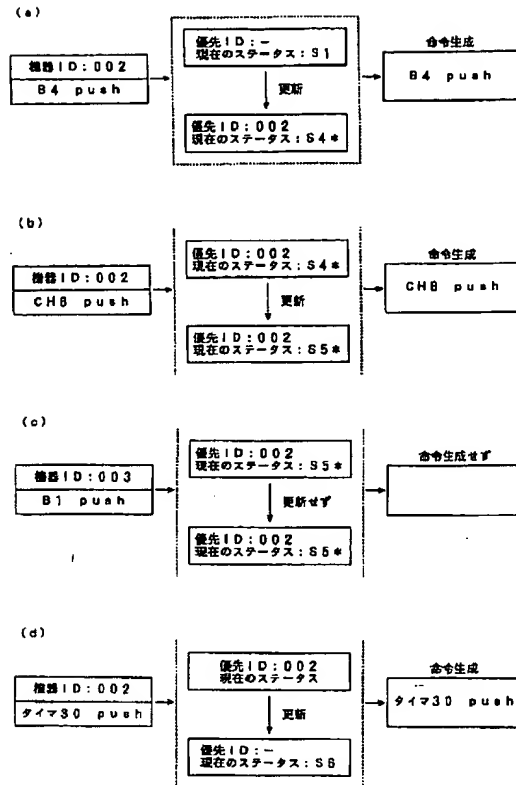 (a)
機器ID:002
B4 push
優先ID:−
現在のステータス:S1
更新
優先ID:002
現在のステータス:S4*
命令生成
B4 push
(b)
機器ID:002
CH8 push
優先ID:002
現在のステータス:S4*
更新
優先ID:002
現在のステータス:S5*
命令生成
CH8 push
(c)
機器ID:003
B1 push
優先ID:002
現在のステータス:S5*
更新せず
優先ID:002
現在のステータス:S5*
命令生成せず
(d)
機器ID:002
タイマ30 push
優先ID:002
現在のステータス
更新
優先ID:−
現在のステータス:S6
命令生成
タイマ30 push